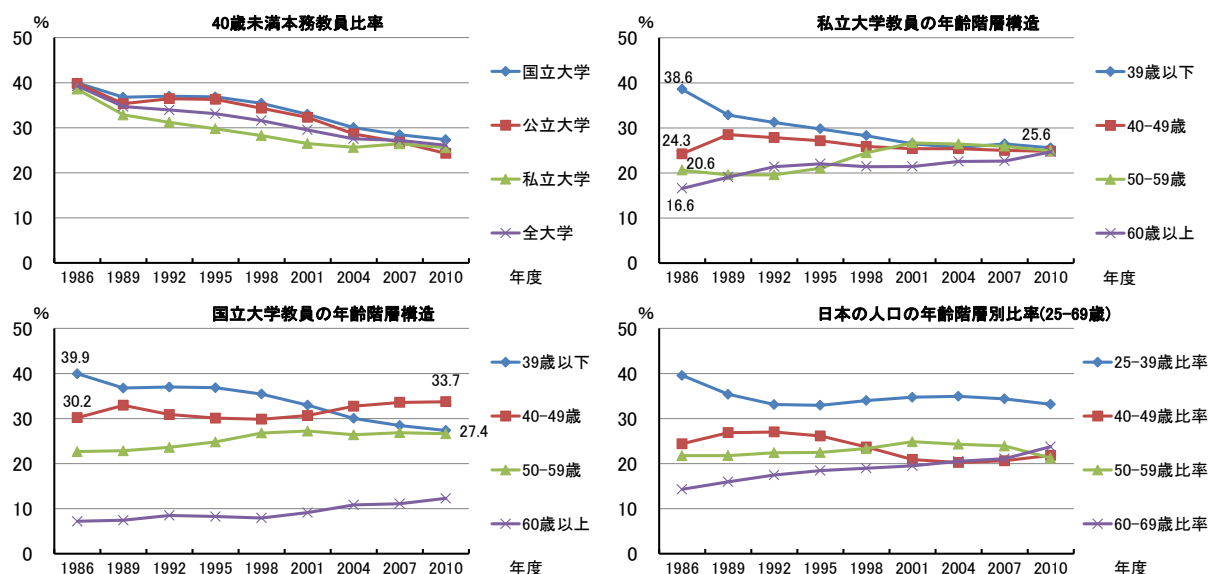 40歳未満本務教員比率
%
50
40
30
20
10
0
1986 1989 1992 1995 1998 2001 2004 2007 2010 年度
国立大学
公立大学
私立大学
全大学
私立大学教員の年齢階層構造
%
50
40
30
20
10
0
38.6
24.3
20.6
16.6
25.6
1986 1989 1992 1995 1998 2001 2004 2007 2010 年度
39歳以下
40-49歳
50-59歳
60歳以上
国立大学教員の年齢階層構造
%
50
40
30
20
10
0
39.9
30.2
33.7
27.4
1986 1989 1992 1995 1998 2001 2004 2007 2010 年度
39歳以下
40-49歳
50-59歳
60歳以上
日本の人口の年齢階層別比率(25-69歳)
%
50
40
30
20
10
0
1986 1989 1992 1995 1998 2001 2004 2007 2010 年度
25-39歳比率
40-49歳比率
50-59歳比率
60-69歳比率